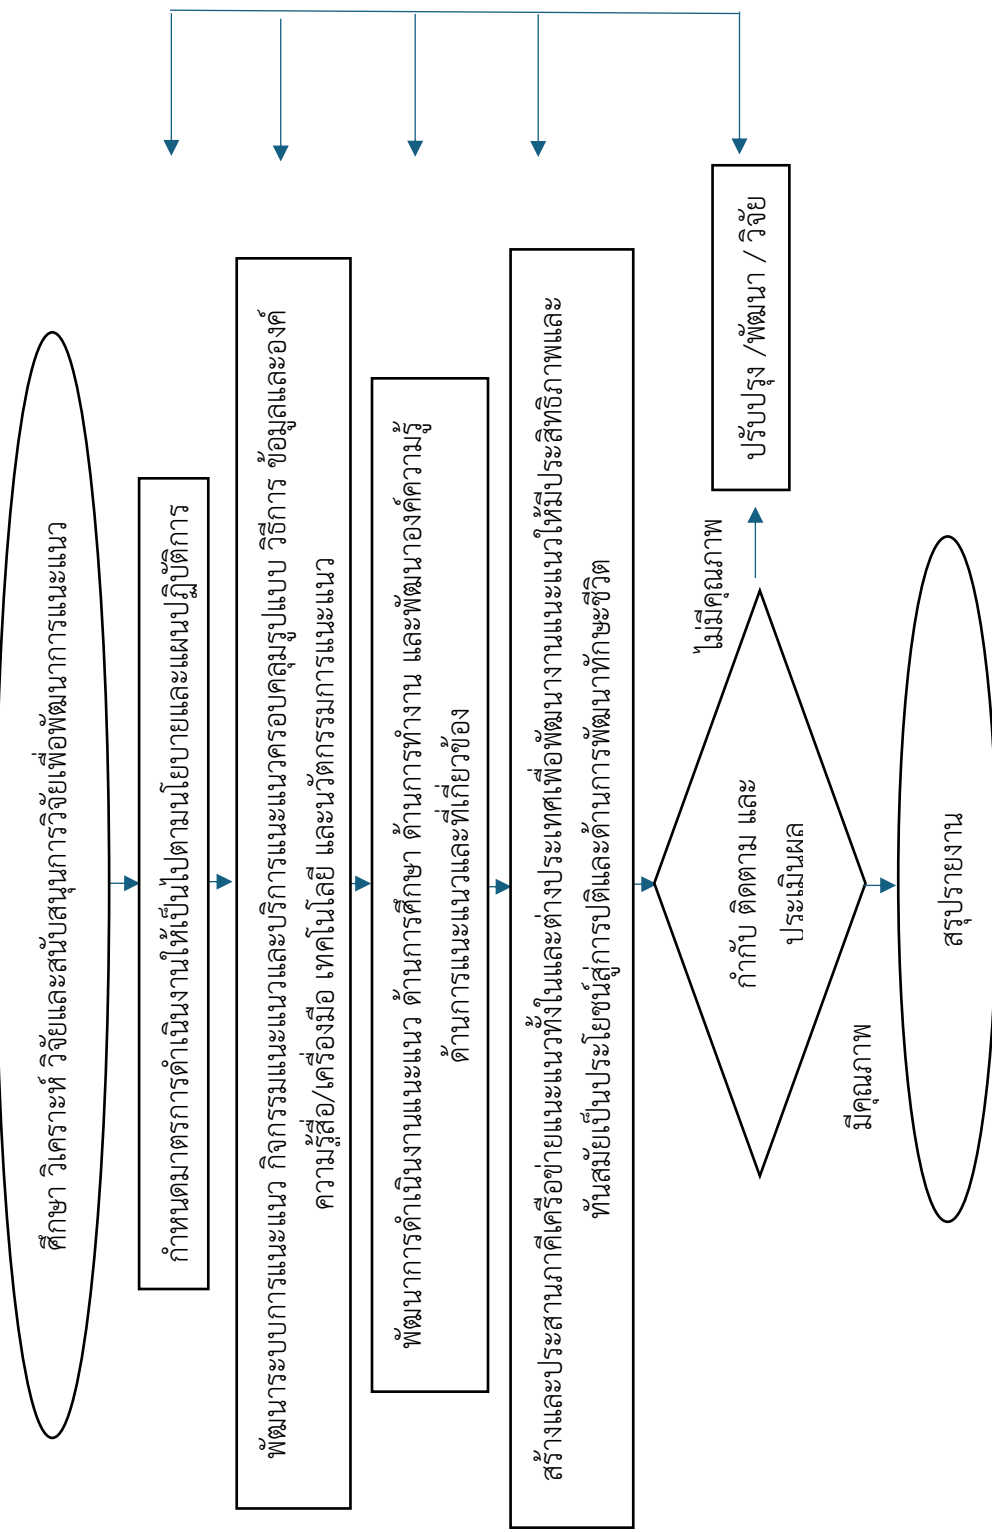 ศึกษา วิเคราะห์ วิจัยและสนับสนุนการวิจัยเพื่อพัฒนาการแนะแนว
กำหนดมาตรการดำเนินงานให้เป็นไปตามนโยบายและแผนปฏิบัติการ
พัฒนาระบบการแนะแนว กิจกรรมแนะแนวและบริการแนะแนวครอบคลุมรูปแบบ วิธีการ ข้อมูลและองค์
ความรู้สื่อ/เครื่องมือ เทคโนโลยี และนวัตกรรมการแนะแนว
พัฒนาการดำเนินงานแนะแนว ด้านการศึกษา ด้านการทำงาน และพัฒนาองค์ความรู้
ด้านการแนะแนวและที่เกี่ยวข้อง
สร้างและประสานภาคีเครือข่ายแนะแนวทั้งในและต่างประเทศเพื่อพัฒนางานแนะแนวให้มีประสิทธิภาพและ
ทันสมัยเป็นประโยชน์สู่การปติและด้านการพัฒนาทักษะชีวิต
กำกับ ติดตาม และ
ประเมินผล
ไม่มีคุณภาพ
ปรับปรุง /พัฒนา / วิจัย
มีคุณภาพ
สรุปรายงาน